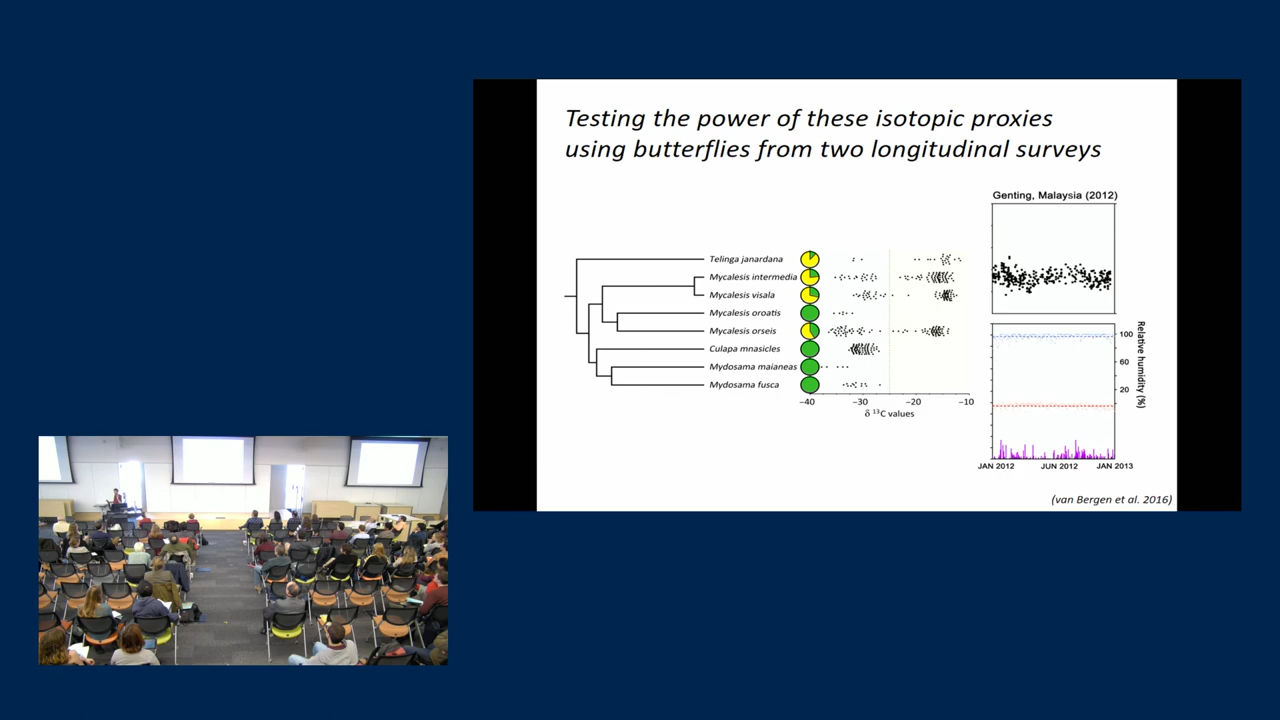 Testing the power of these isotopic proxies
using butterflies from two longitudinal surveys
Genting, Malaysia (2012)
Telinga janardana
Mycalesis intermedia
Mycalesis visala
Mycalesis oroatis
Mycalesis orseis
Culapa mnasicles
Mydosama maianeas
Mydosama fusca
−40 −30 −20 −10
δ ¹³C values
100
60
20
Relative humidity (%)
JAN 2012 JUN 2012 JAN 2013
(van Bergen et al. 2016)